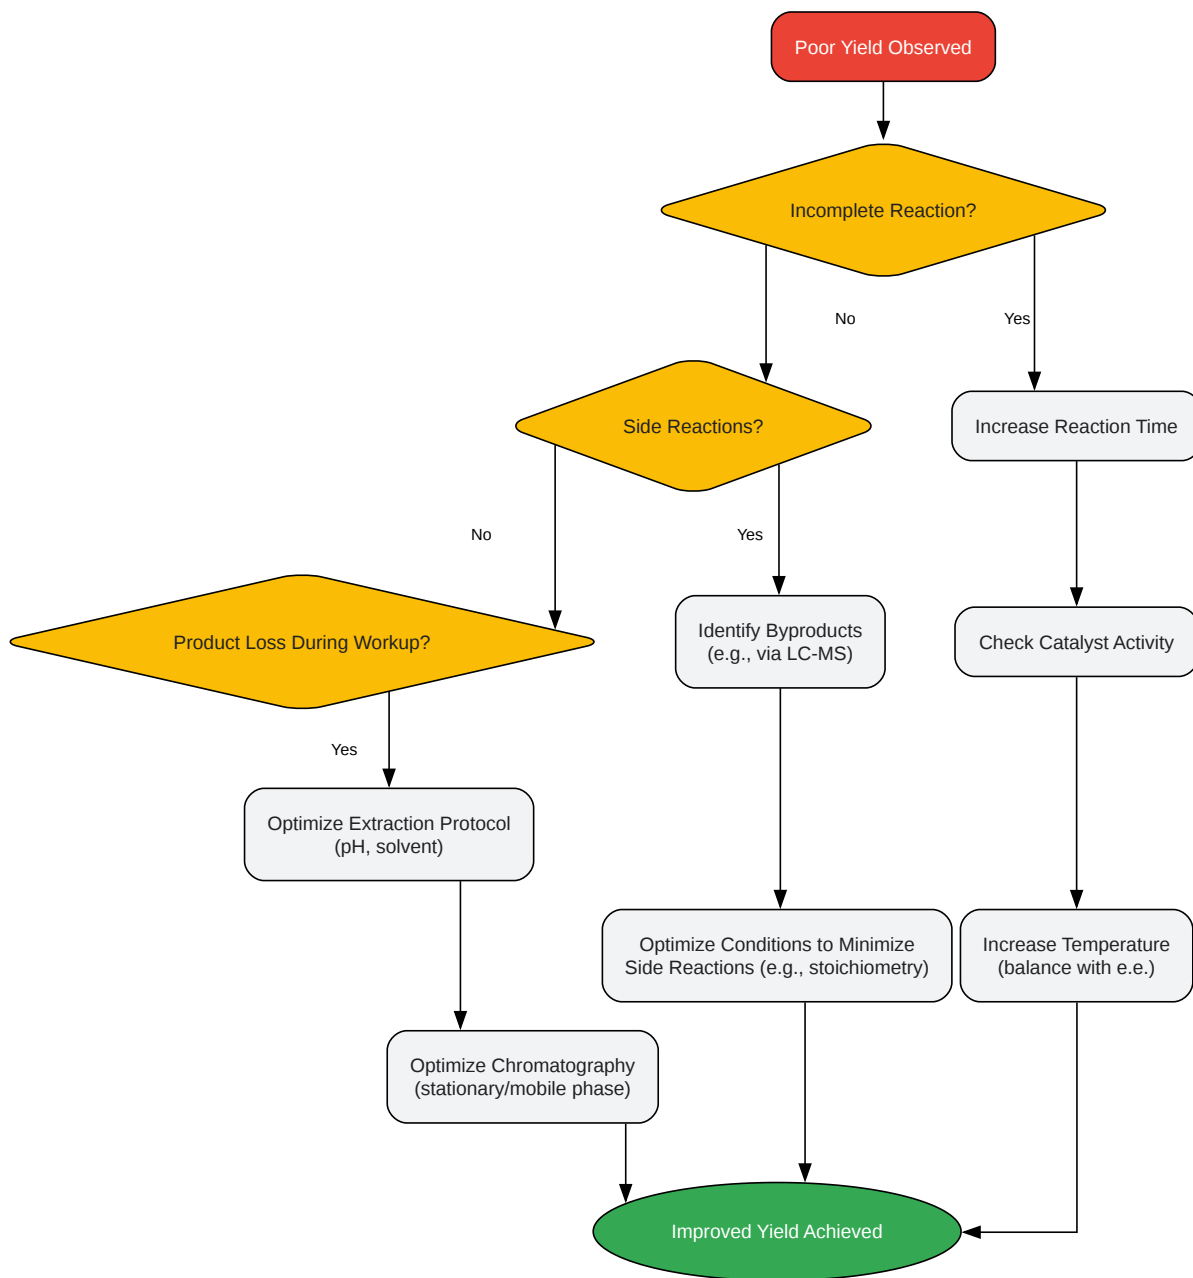 Poor Yield Observed
Incomplete Reaction?
No
Yes
Side Reactions?
Increase Reaction Time
No
Yes
Product Loss During Workup?
Identify Byproducts
(e.g., via LC-MS)
Check Catalyst Activity
Yes
Optimize Extraction Protocol
(pH, solvent)
Optimize Conditions to Minimize
Side Reactions (e.g., stoichiometry)
Increase Temperature
(balance with e.e.)
Optimize Chromatography
(stationary/mobile phase)
Improved Yield Achieved